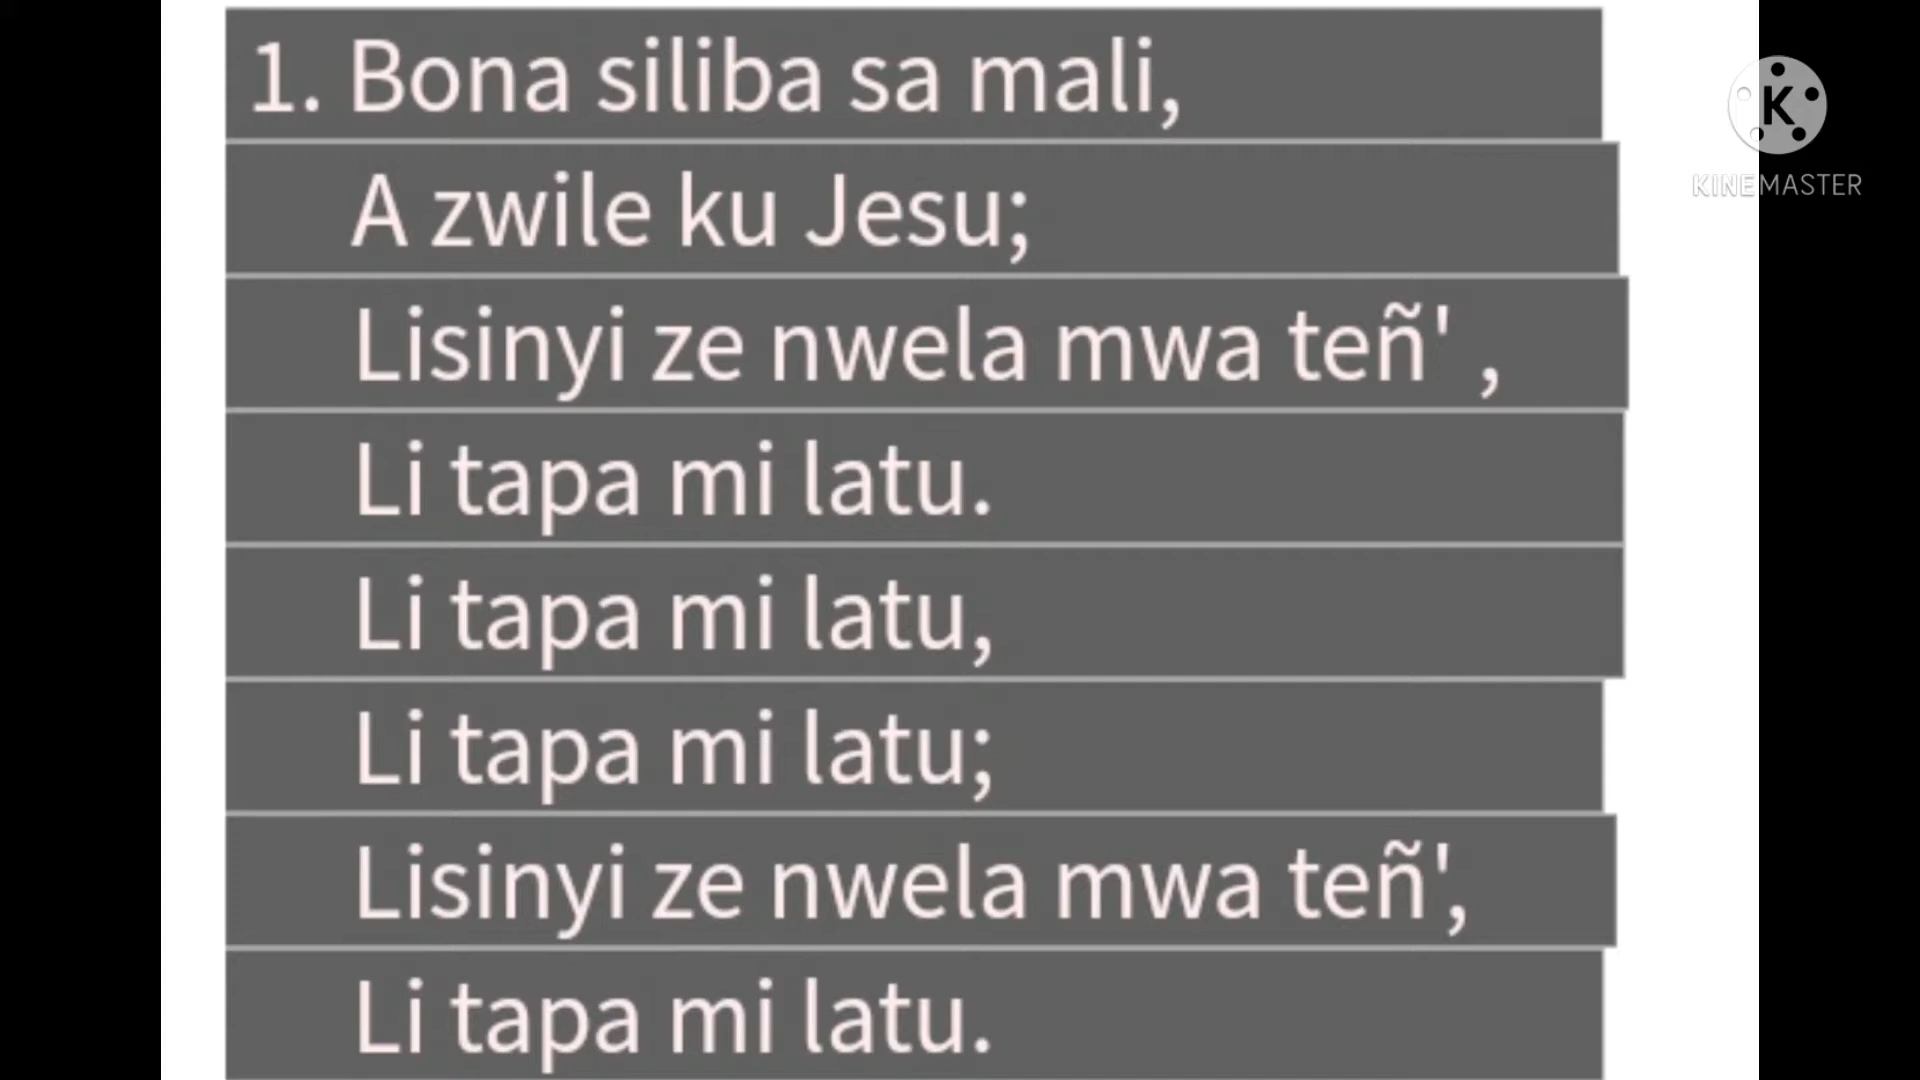 1. Bona siliba sa mali,
A zwile ku Jesu;
Lisinyi ze nwela mwa teñ' ,
Li tapa mi latu.
Li tapa mi latu,
Li tapa mi latu;
Lisinyi ze nwela mwa teñ',
Li tapa mi latu.
K
KINEMASTER